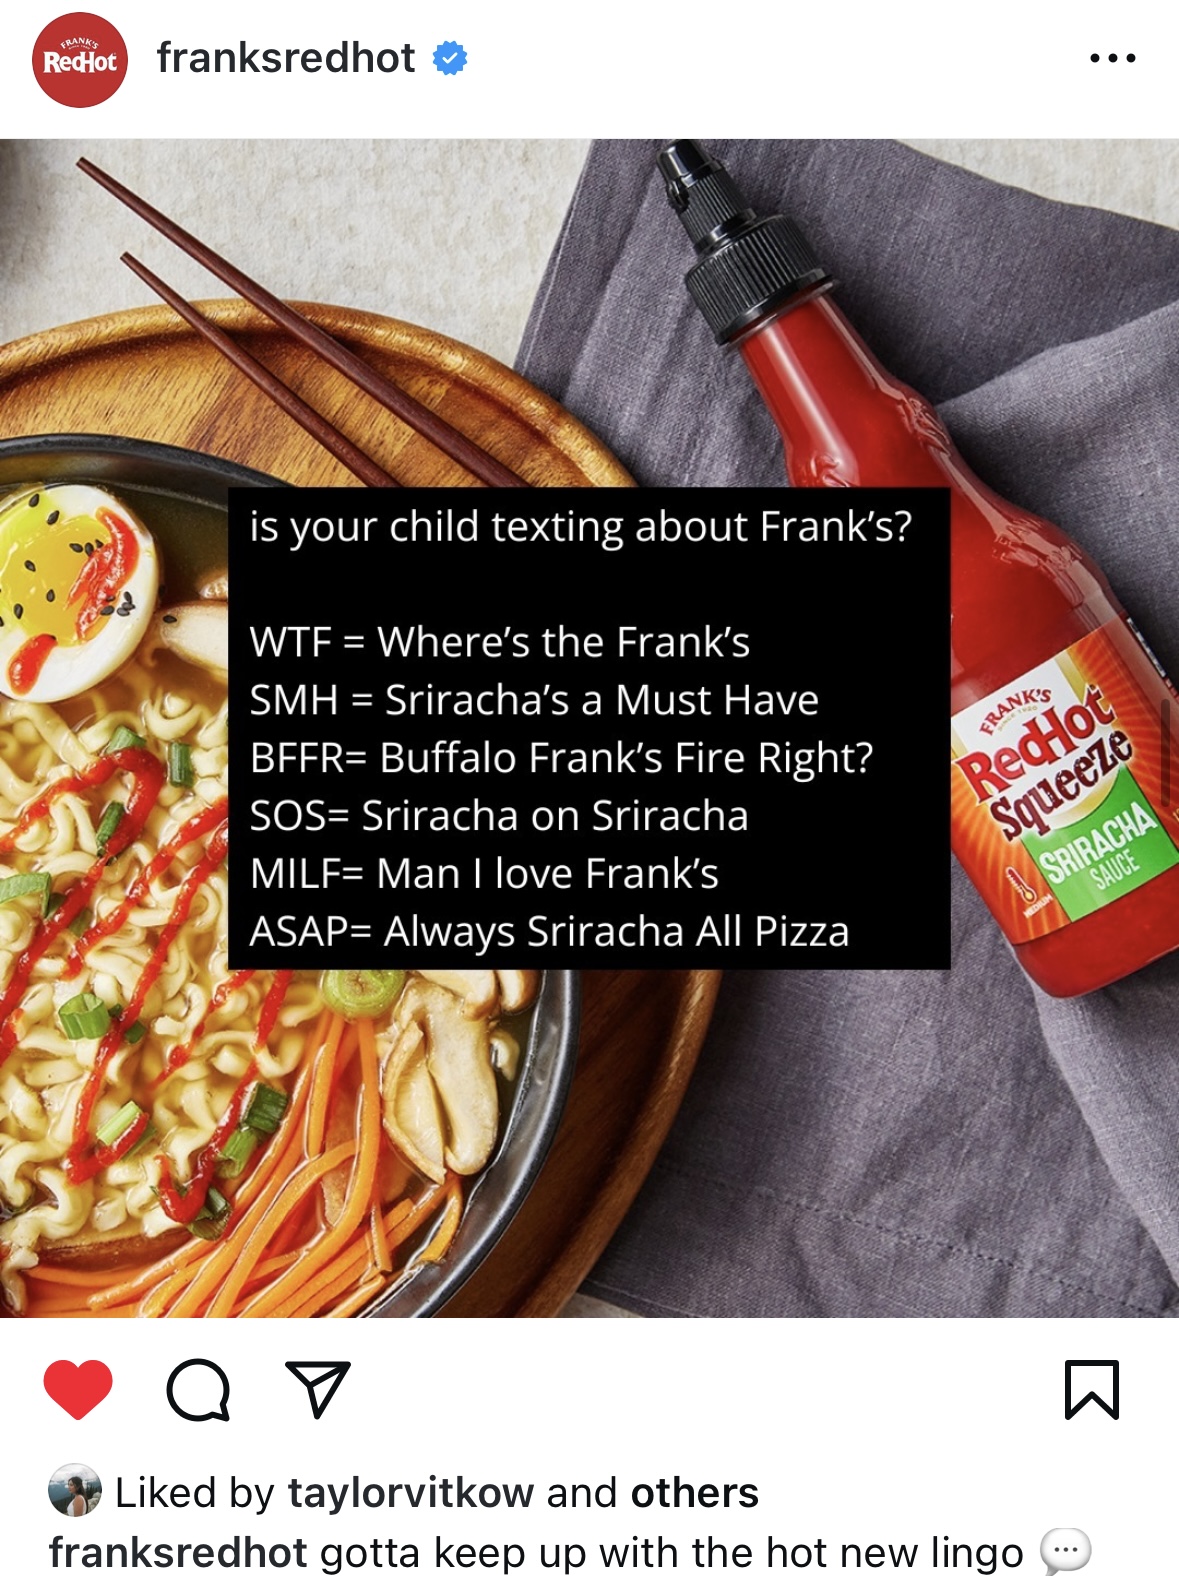 FRANK'S
RedHot
franksredhot
is your child texting about Frank's?
WTF = Where's the Frank's
SMH = Sriracha's a Must Have
BFFR= Buffalo Frank's Fire Right?
SOS= Sriracha on Sriracha
MILF= Man I love Frank's
ASAP= Always Sriracha All Pizza
FRANK'S
RedHot
Squeeze
SRIRACHA
SAUCE
MEDIUM
Liked by taylorvitkow and others
franksredhot gotta keep up with the hot new lingo 💬